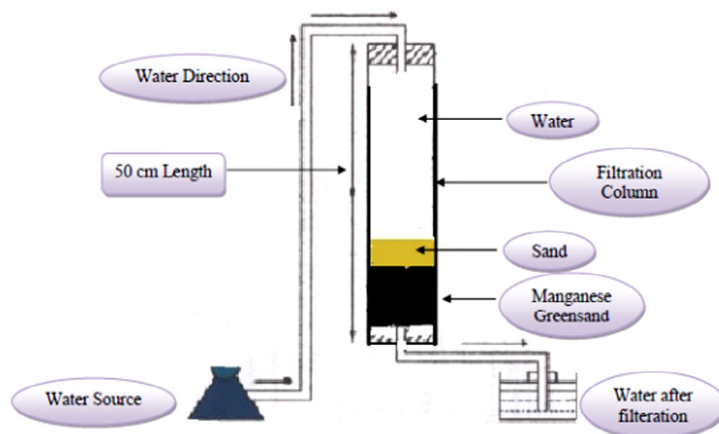 Water Direction
Water
50 cm Length
Filtration
Column
Sand
Manganese
Greensand
Water Source
Water after
filteration